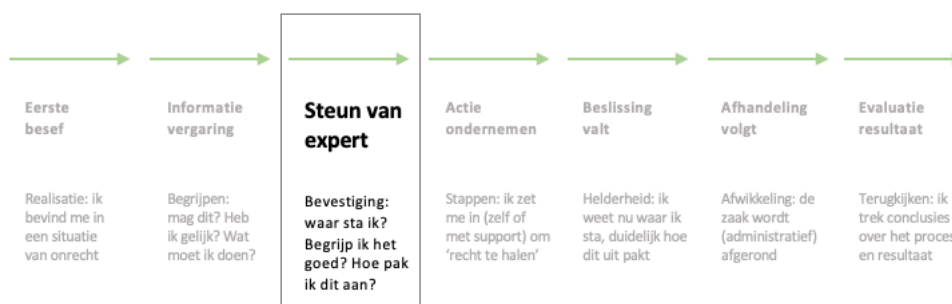 Eerste
besef
Realisatie: ik
bevind me in
een situatie
van onrecht
Informatie
vergaring
Begrijpen:
mag dit? Heb
ik gelijk? Wat
moet ik doen?
Steun van
expert
Bevestiging:
waar sta ik?
Begrijp ik het
goed? Hoe pak
ik dit aan?
Actie
ondernemen
Stappen: ik zet
me in (zelf of
met support) om
‘recht te halen’
Beslissing
valt
Helderheid: ik
weet nu waar ik
sta, duidelijk hoe
dit uit pakt
Afhandeling
volgt
Afwikkeling: de
zaak wordt
(administratief)
afgerond
Evaluatie
resultaat
Terugkijken: ik
trek conclusies
over het proces
en resultaat